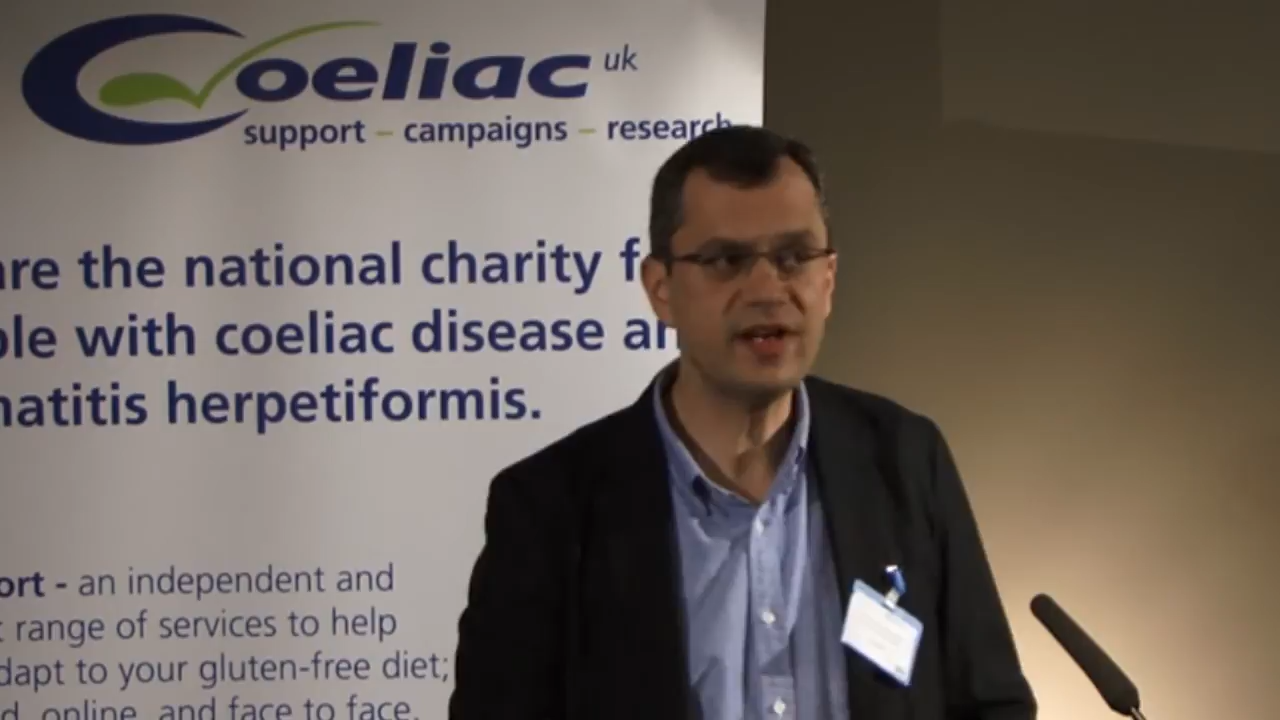 Coeliac uk
support – campaigns – research
are the national charity f
ple with coeliac disease an
matitis herpetiformis.
ort - an independent and
range of services to help
dapt to your gluten-free diet;
d, online, and face to face.